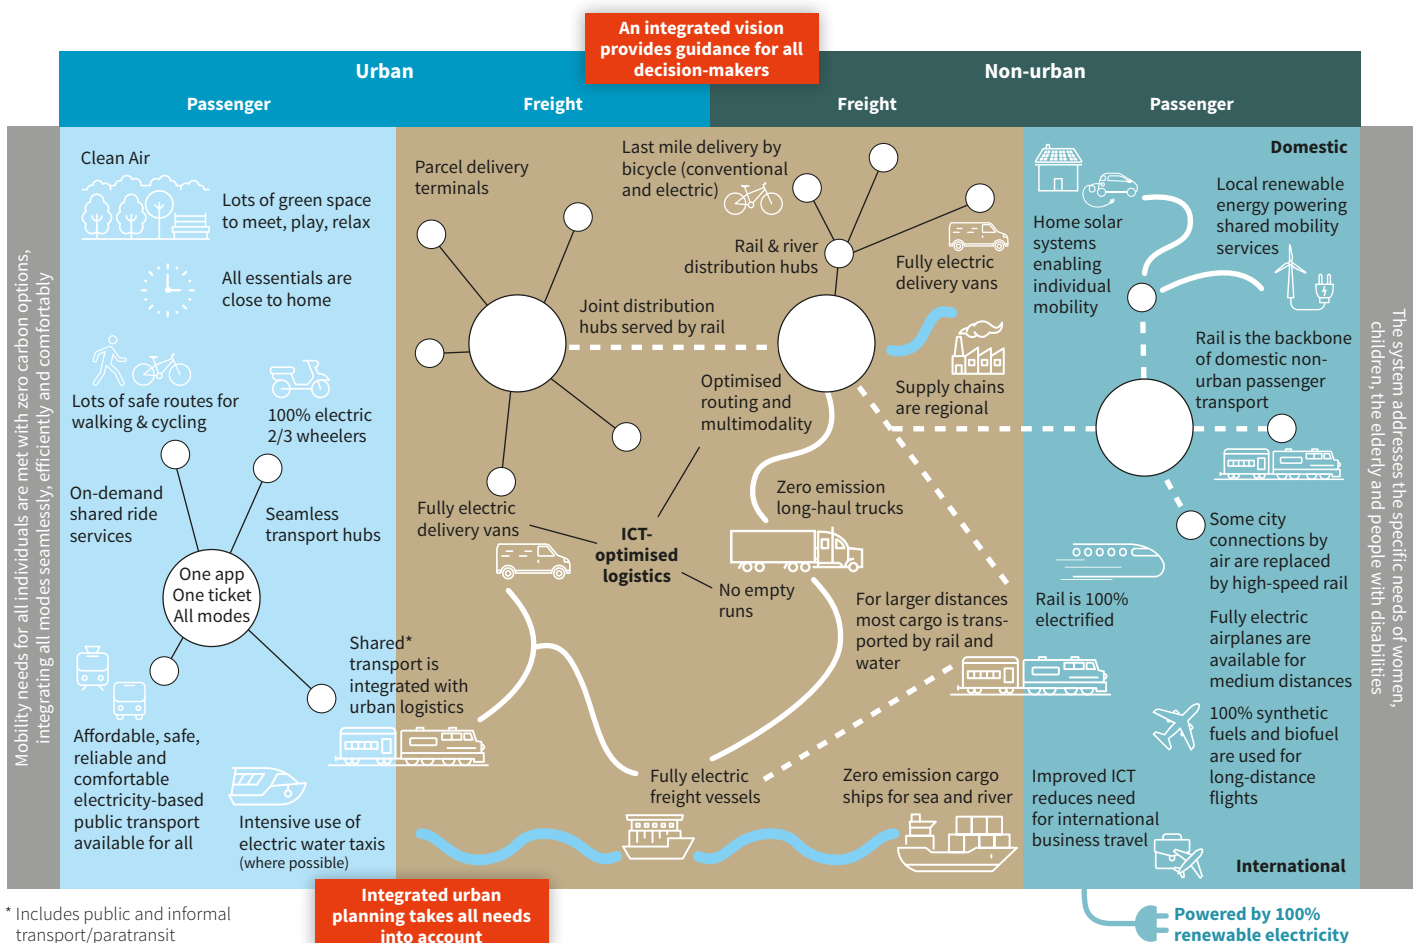 An integrated vision
provides guidance for all
decision-makers
Urban
Non-urban
Passenger
Freight
Freight
Passenger
Mobility needs for all individuals are met with zero carbon options,
integrating all modes seamlessly, efficiently and comfortably
Clean Air
Lots of green space
to meet, play, relax
All essentials are
close to home
Lots of safe routes for
walking & cycling
100% electric
2/3 wheelers
On-demand
shared ride
services
Seamless
transport hubs
One app
One ticket
All modes
Shared*
transport is
integrated with
urban logistics
Affordable, safe,
reliable and
comfortable
electricity-based
public transport
available for all
Intensive use of
electric water taxis
(where possible)
Parcel delivery
terminals
Last mile delivery by
bicycle (conventional
and electric)
Rail & river
distribution hubs
Fully electric
delivery vans
Joint distribution
hubs served by rail
Supply chains
are regional
Optimised
routing and
multimodality
Fully electric
delivery vans
ICT-
optimised
logistics
Zero emission
long-haul trucks
No empty
runs
For larger distances
most cargo is trans-
ported by rail and
water
Fully electric
freight vessels
Zero emission cargo
ships for sea and river
Domestic
Home solar
systems
enabling
individual
mobility
Local renewable
energy powering
shared mobility
services
Rail is the backbone
of domestic non-
urban passenger
transport
Some city
connections by
air are replaced
by high-speed rail
Rail is 100%
electrified
Fully electric
airplanes are
available for
medium distances
100% synthetic
fuels and biofuel
are used for
long-distance
flights
Improved ICT
reduces need
for international
business travel
International
The system addresses the specific needs of women,
children, the elderly and people with disabilities
* Includes public and informal
transport/paratransit
Integrated urban
planning takes all needs
into account
Powered by 100%
renewable electricity